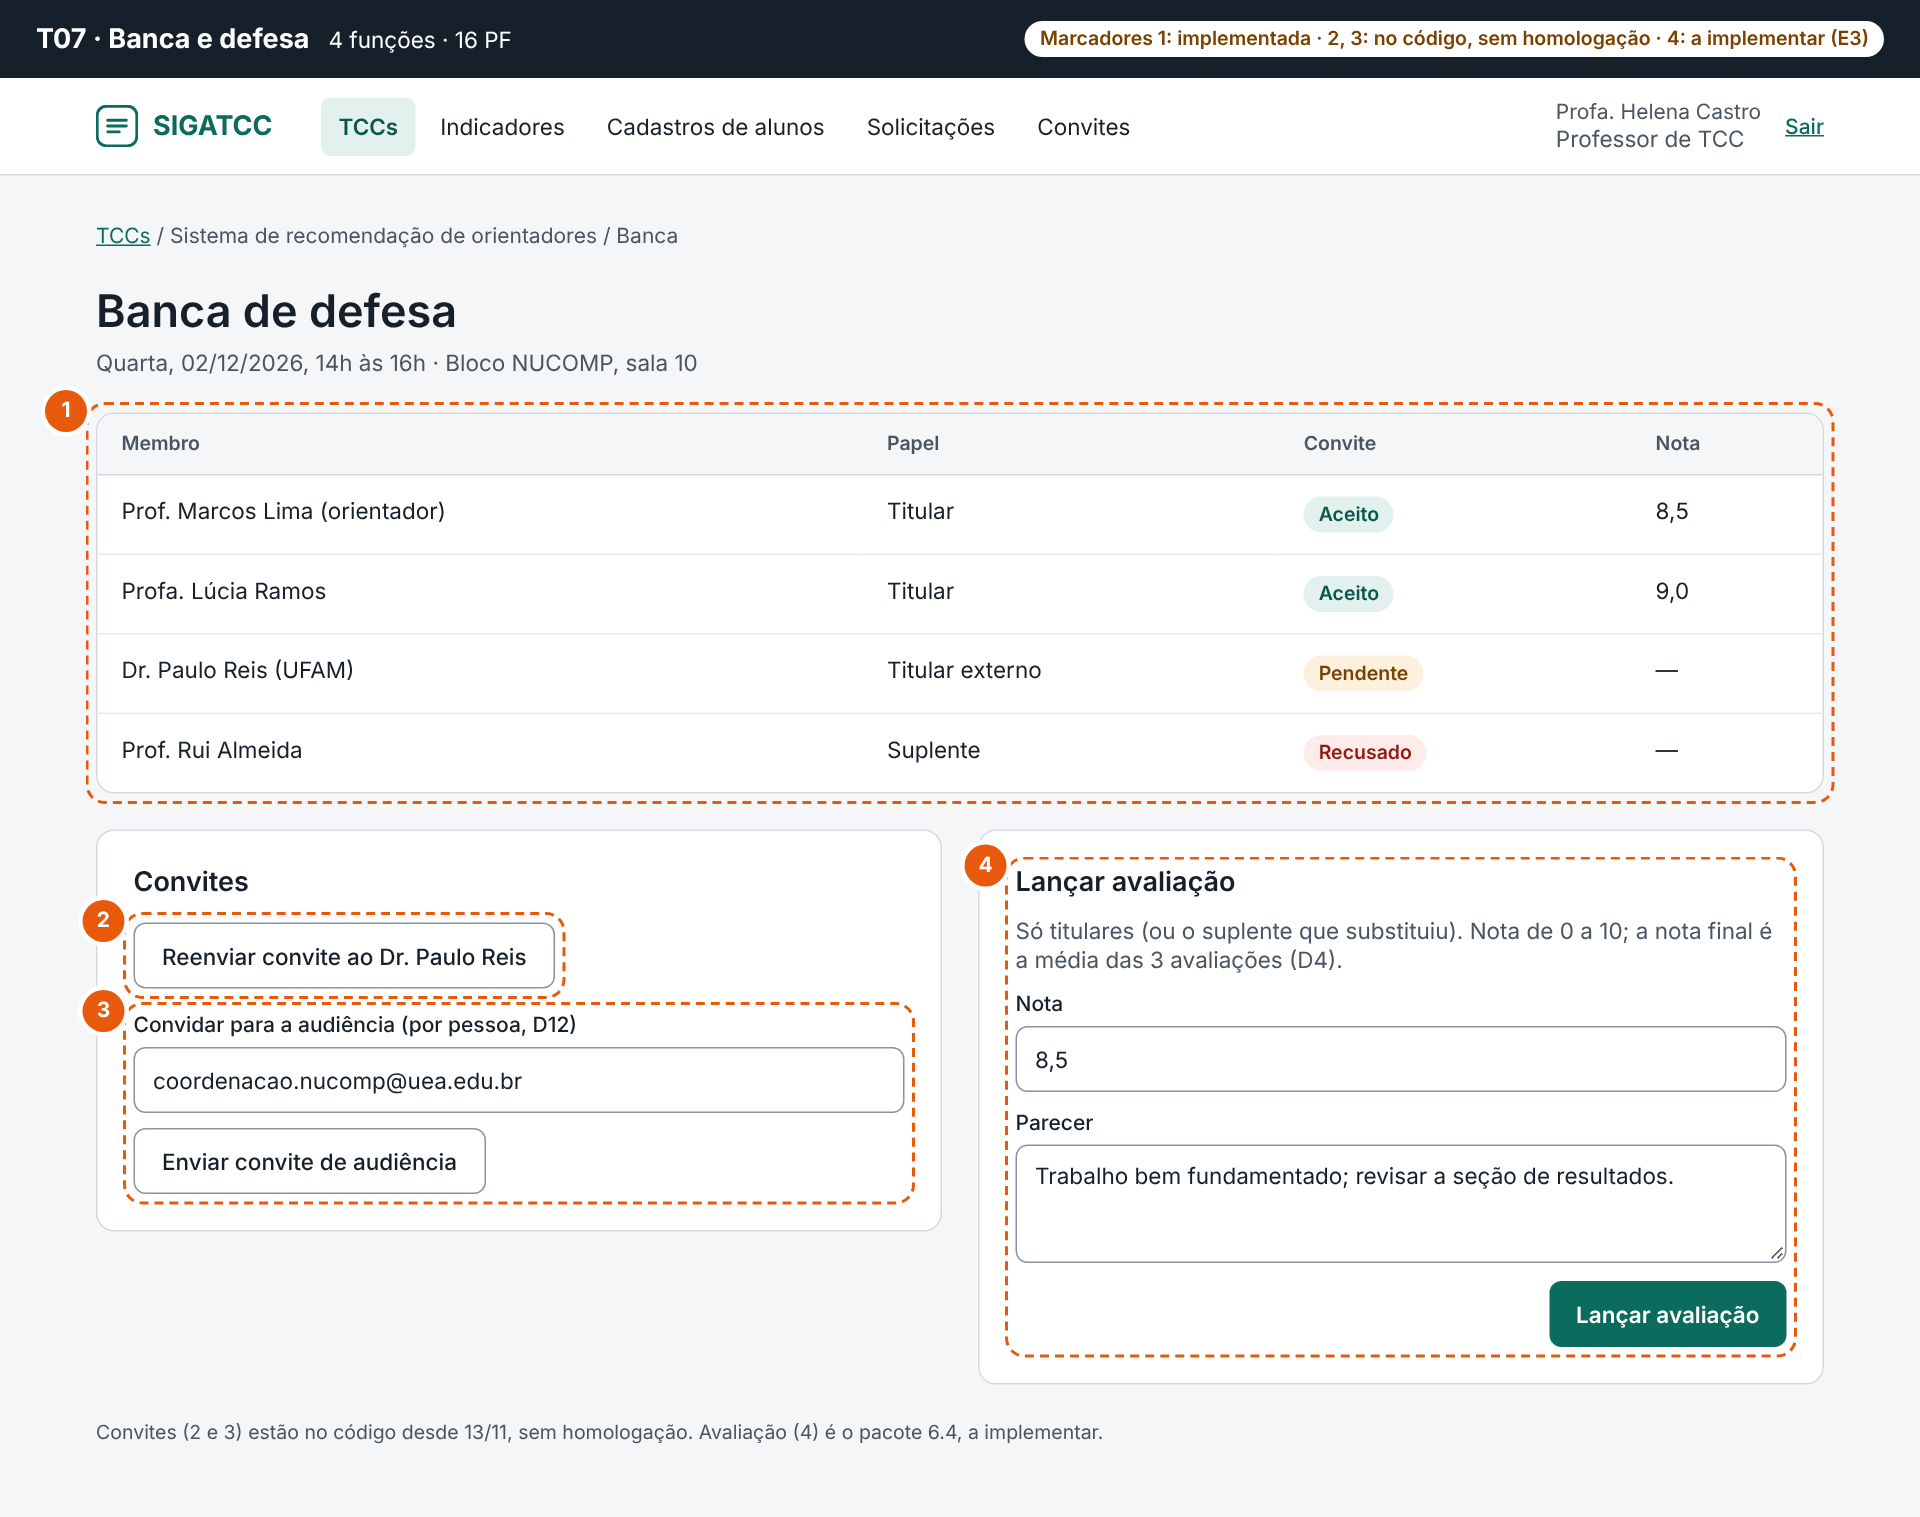 T07 · Banca e defesa 4 funções · 16 PF
Marcadores 1: implementada · 2, 3: no código, sem homologação · 4: a implementar (E3)
SIGATCC
TCCs Indicadores Cadastros de alunos Solicitações Convites
Profa. Helena Castro
Professor de TCC
Sair
TCCs / Sistema de recomendação de orientadores / Banca
Banca de defesa
Quarta, 02/12/2026, 14h às 16h · Bloco NUCOMP, sala 10
1
Membro Papel Convite Nota
Prof. Marcos Lima (orientador) Titular Aceito 8,5
Profa. Lúcia Ramos Titular Aceito 9,0
Dr. Paulo Reis (UFAM) Titular externo Pendente —
Prof. Rui Almeida Suplente Recusado —
Convites
2
Reenviar convite ao Dr. Paulo Reis
3
Convidar para a audiência (por pessoa, D12)
coordenacao.nucomp@uea.edu.br
Enviar convite de audiência
4
Lançar avaliação
Só titulares (ou o suplente que substituiu). Nota de 0 a 10; a nota final é
a média das 3 avaliações (D4).
Nota
8,5
Parecer
Trabalho bem fundamentado; revisar a seção de resultados.
Lançar avaliação
Convites (2 e 3) estão no código desde 13/11, sem homologação. Avaliação (4) é o pacote 6.4, a implementar.